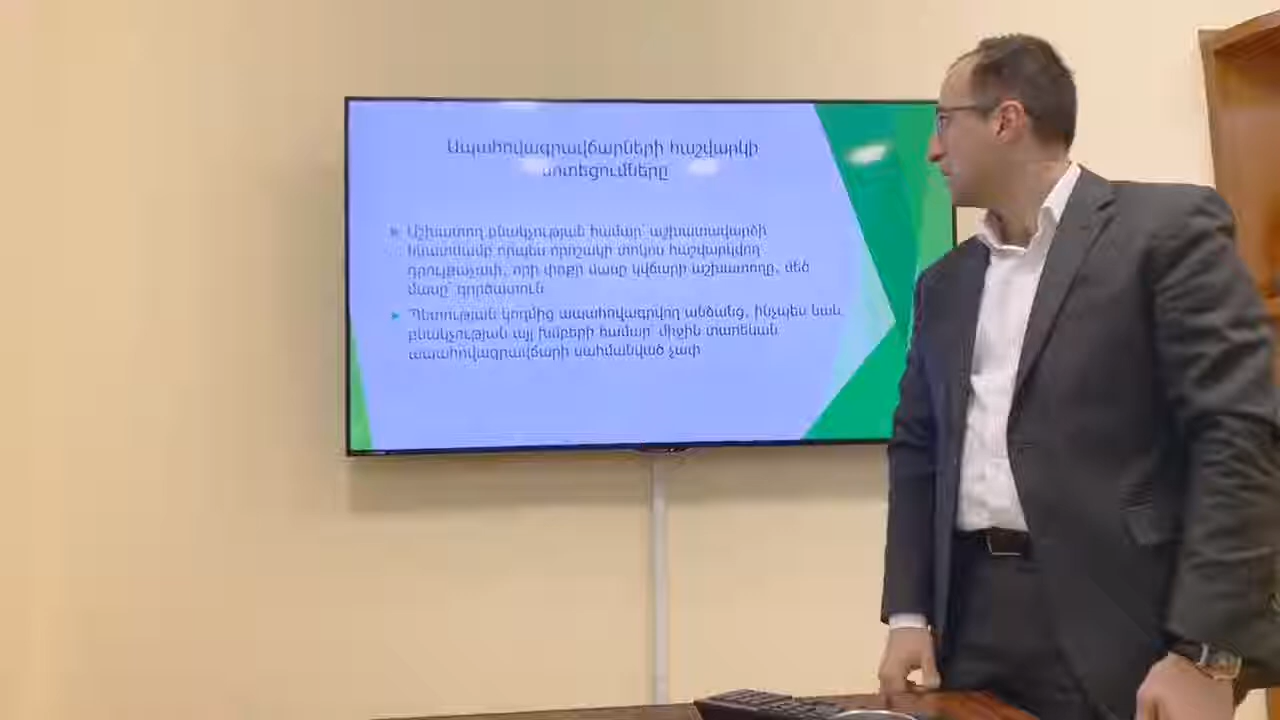 Ապահովագրավճարների հաշվարկի
մոտեցումները
Աշխատող բնակչության համար՝ աշխատավարձի
նկատմամբ որպես որոշակի տոկոս հաշվարկվող
դրույքաչափ, որի փոքր մասը կվճարի աշխատողը, մեծ
մասը՝ գործատուն
Պետության կողմից ապահովագրվող անձանց, ինչպես նաև
բնակչության այլ խմբերի համար՝ միջին տարեկան
ապահովագրավճարի սահմանված չափ